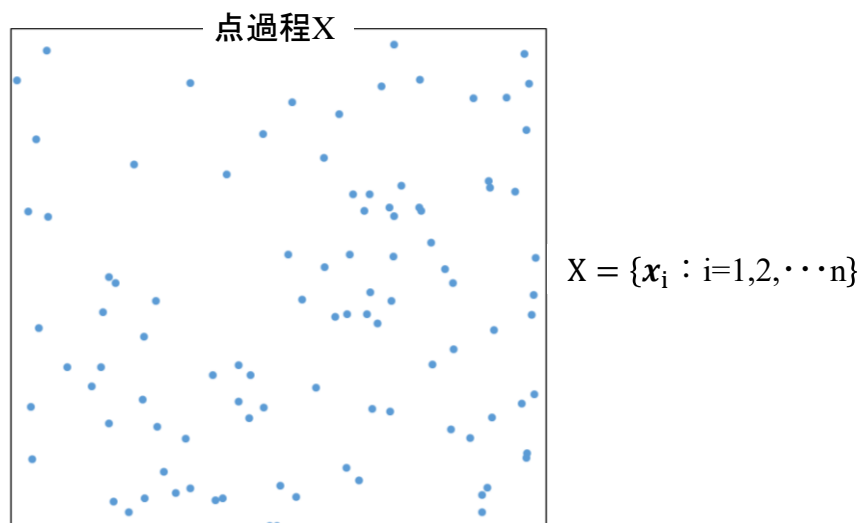 点過程X
X = {𝒙i：i=1,2,・・・n}